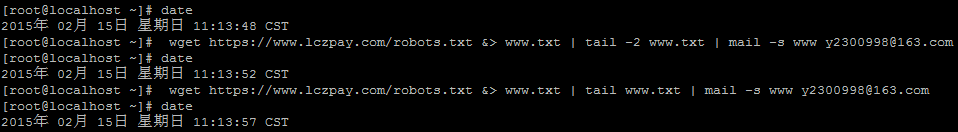 [root@localhost ~]# date
2015年 02月 15日 星期日 11:13:48 CST
[root@localhost ~]#  wget https://www.lczpay.com/robots.txt &> www.txt | tail -2 www.txt | mail -s www y2300998@163.com
[root@localhost ~]# date
2015年 02月 15日 星期日 11:13:52 CST
[root@localhost ~]#  wget https://www.lczpay.com/robots.txt &> www.txt | tail www.txt | mail -s www y2300998@163.com
[root@localhost ~]# date
2015年 02月 15日 星期日 11:13:57 CST